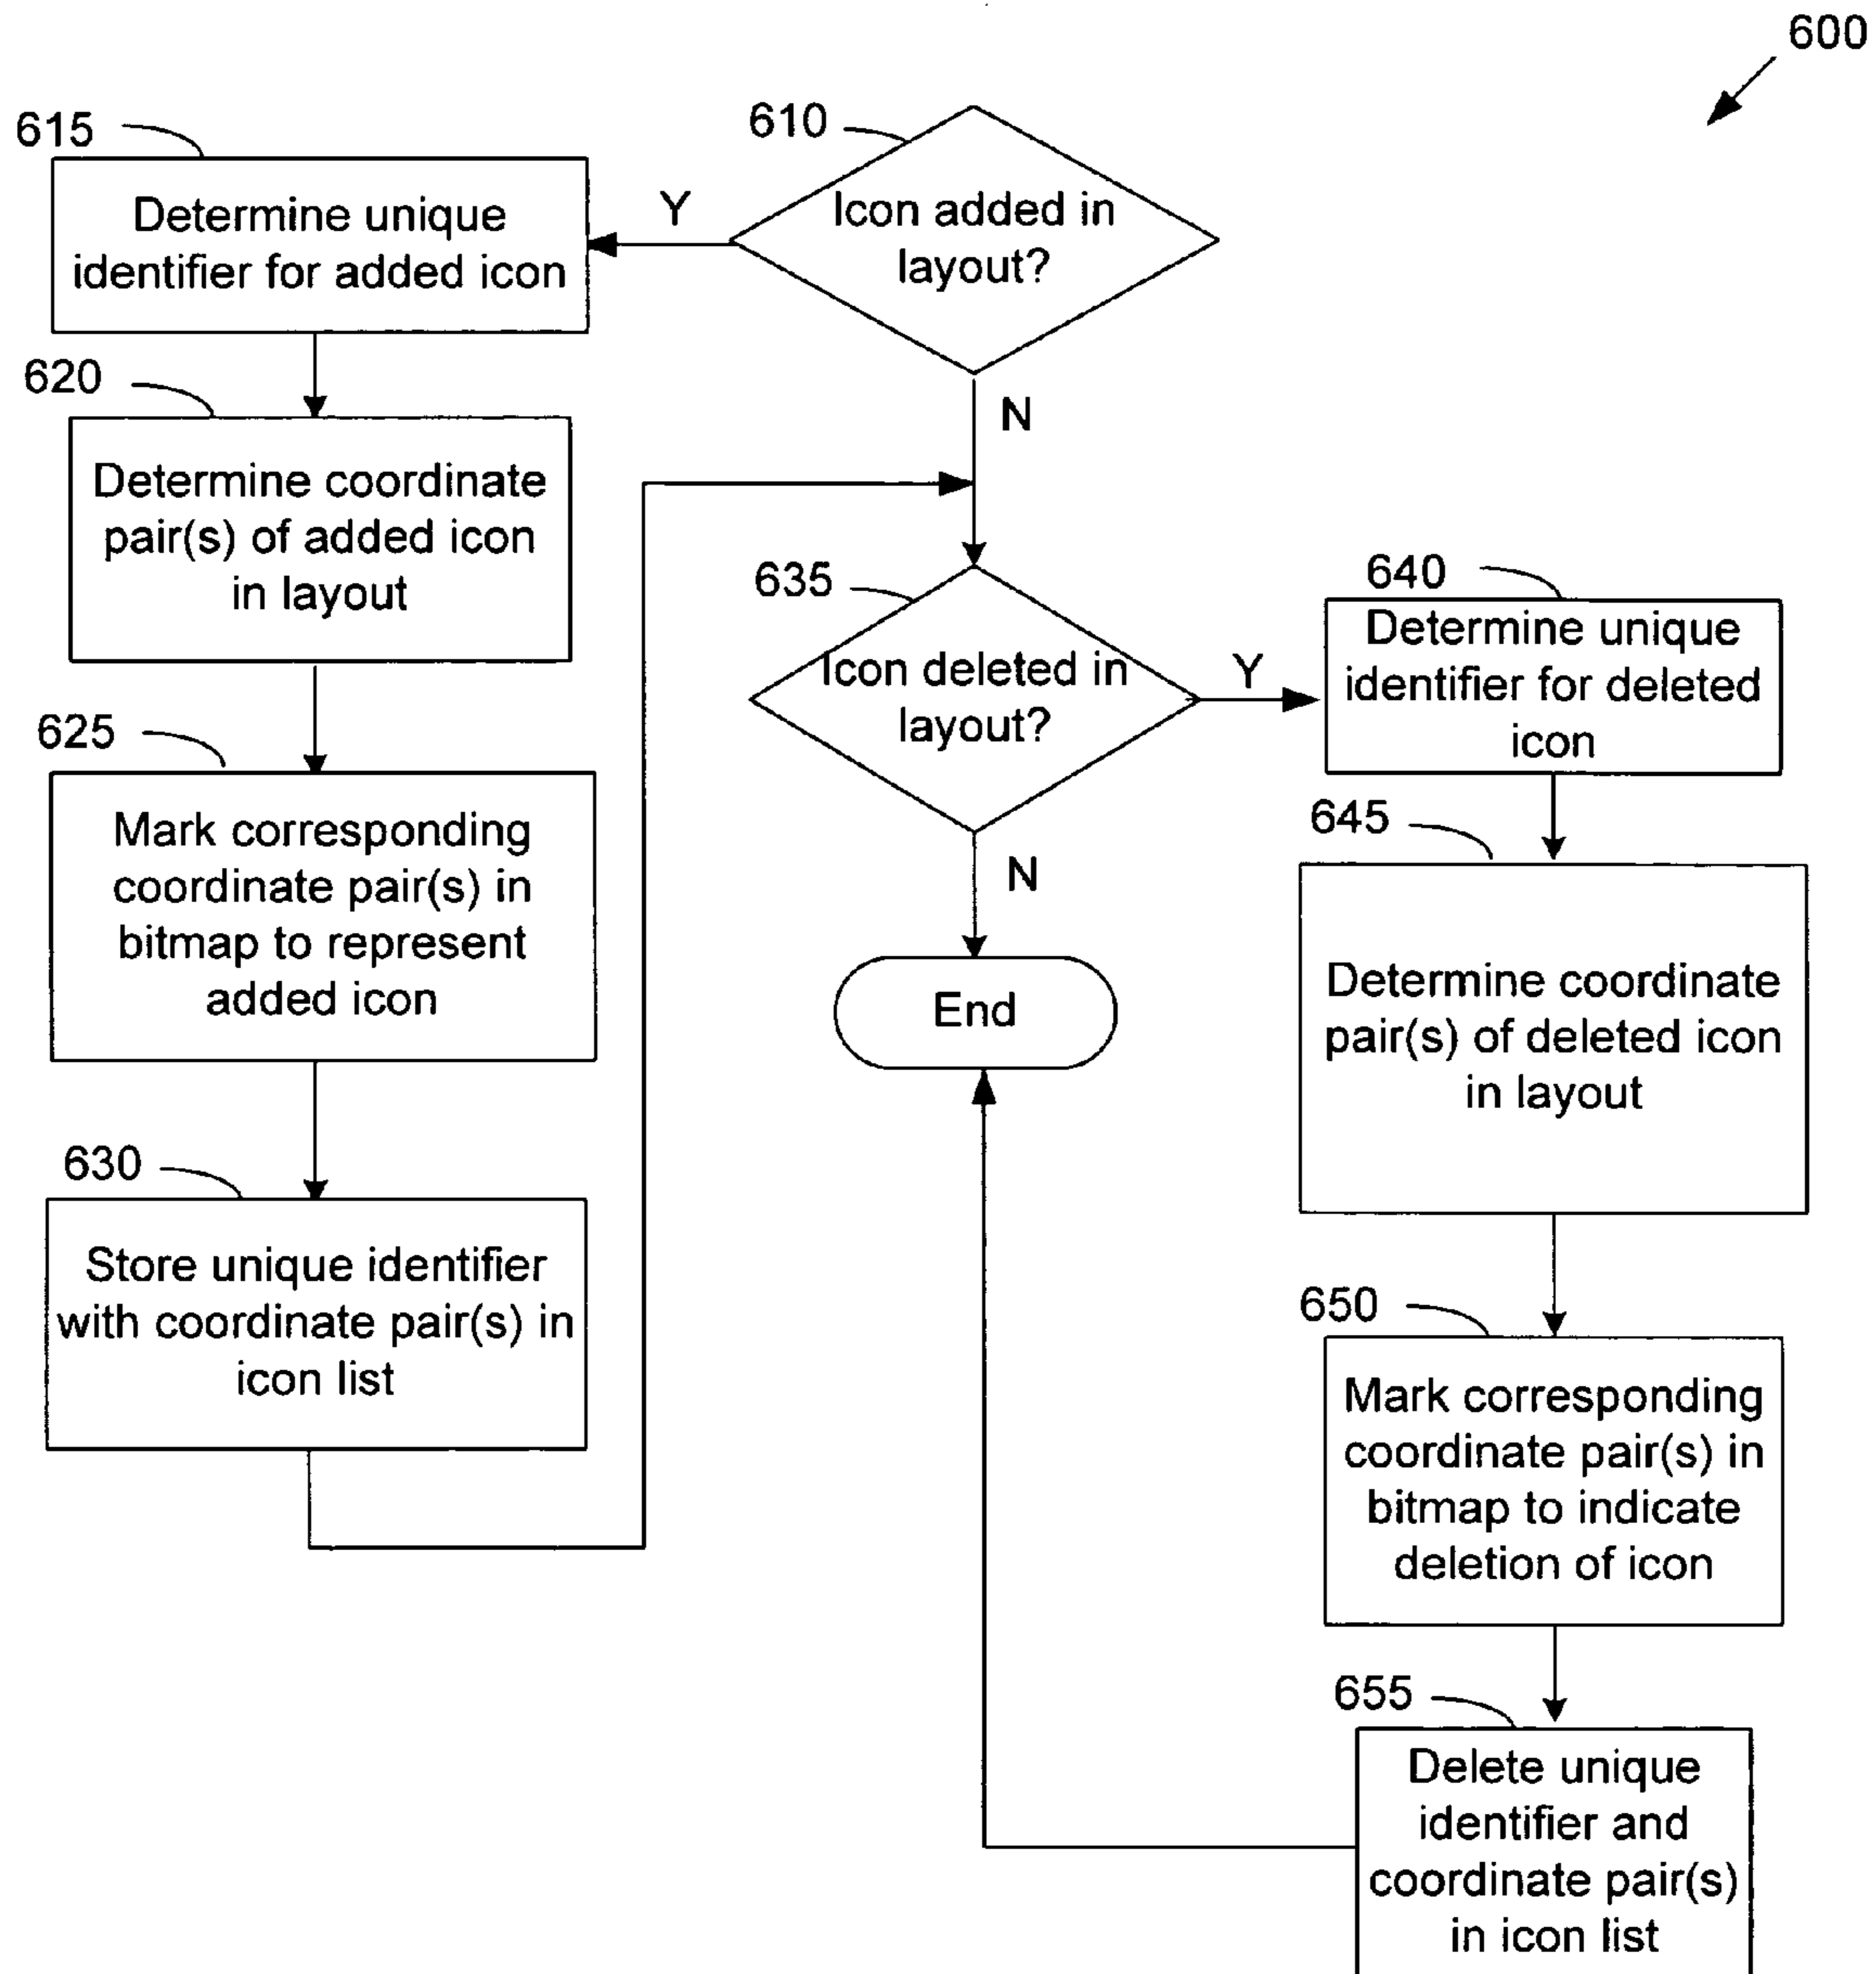 600
610
Icon added in
layout?
Y
N
615
Determine unique
identifier for added icon
620
Determine coordinate
pair(s) of added icon
in layout
625
Mark corresponding
coordinate pair(s) in
bitmap to represent
added icon
630
Store unique identifier
with coordinate pair(s) in
icon list
635
Icon deleted in
layout?
Y
N
End
640
Determine unique
identifier for deleted
icon
645
Determine coordinate
pair(s) of deleted icon
in layout
650
Mark corresponding
coordinate pair(s) in
bitmap to indicate
deletion of icon
655
Delete unique
identifier and
coordinate pair(s)
in icon list